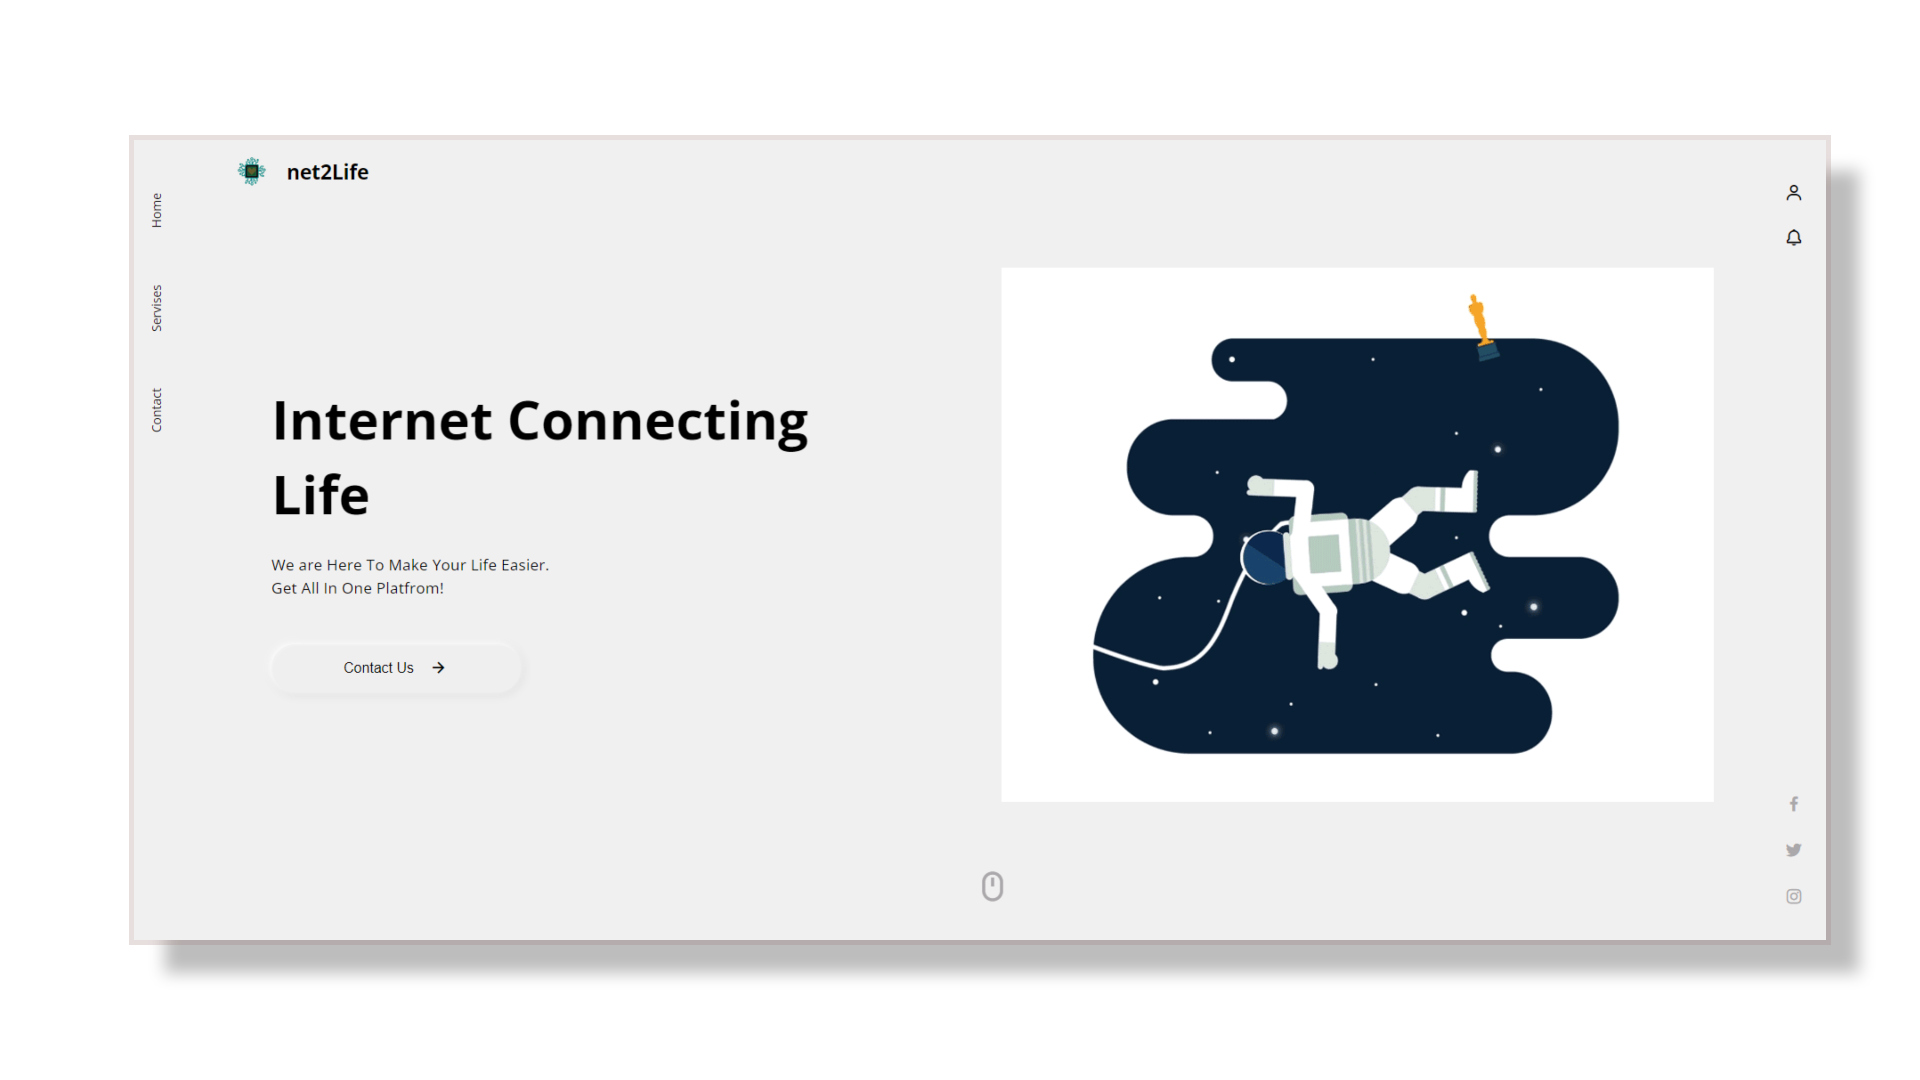 net2Life
Home
Servises
Contact
Internet Connecting
Life
We are Here To Make Your Life Easier.
Get All In One Platfrom!
Contact Us